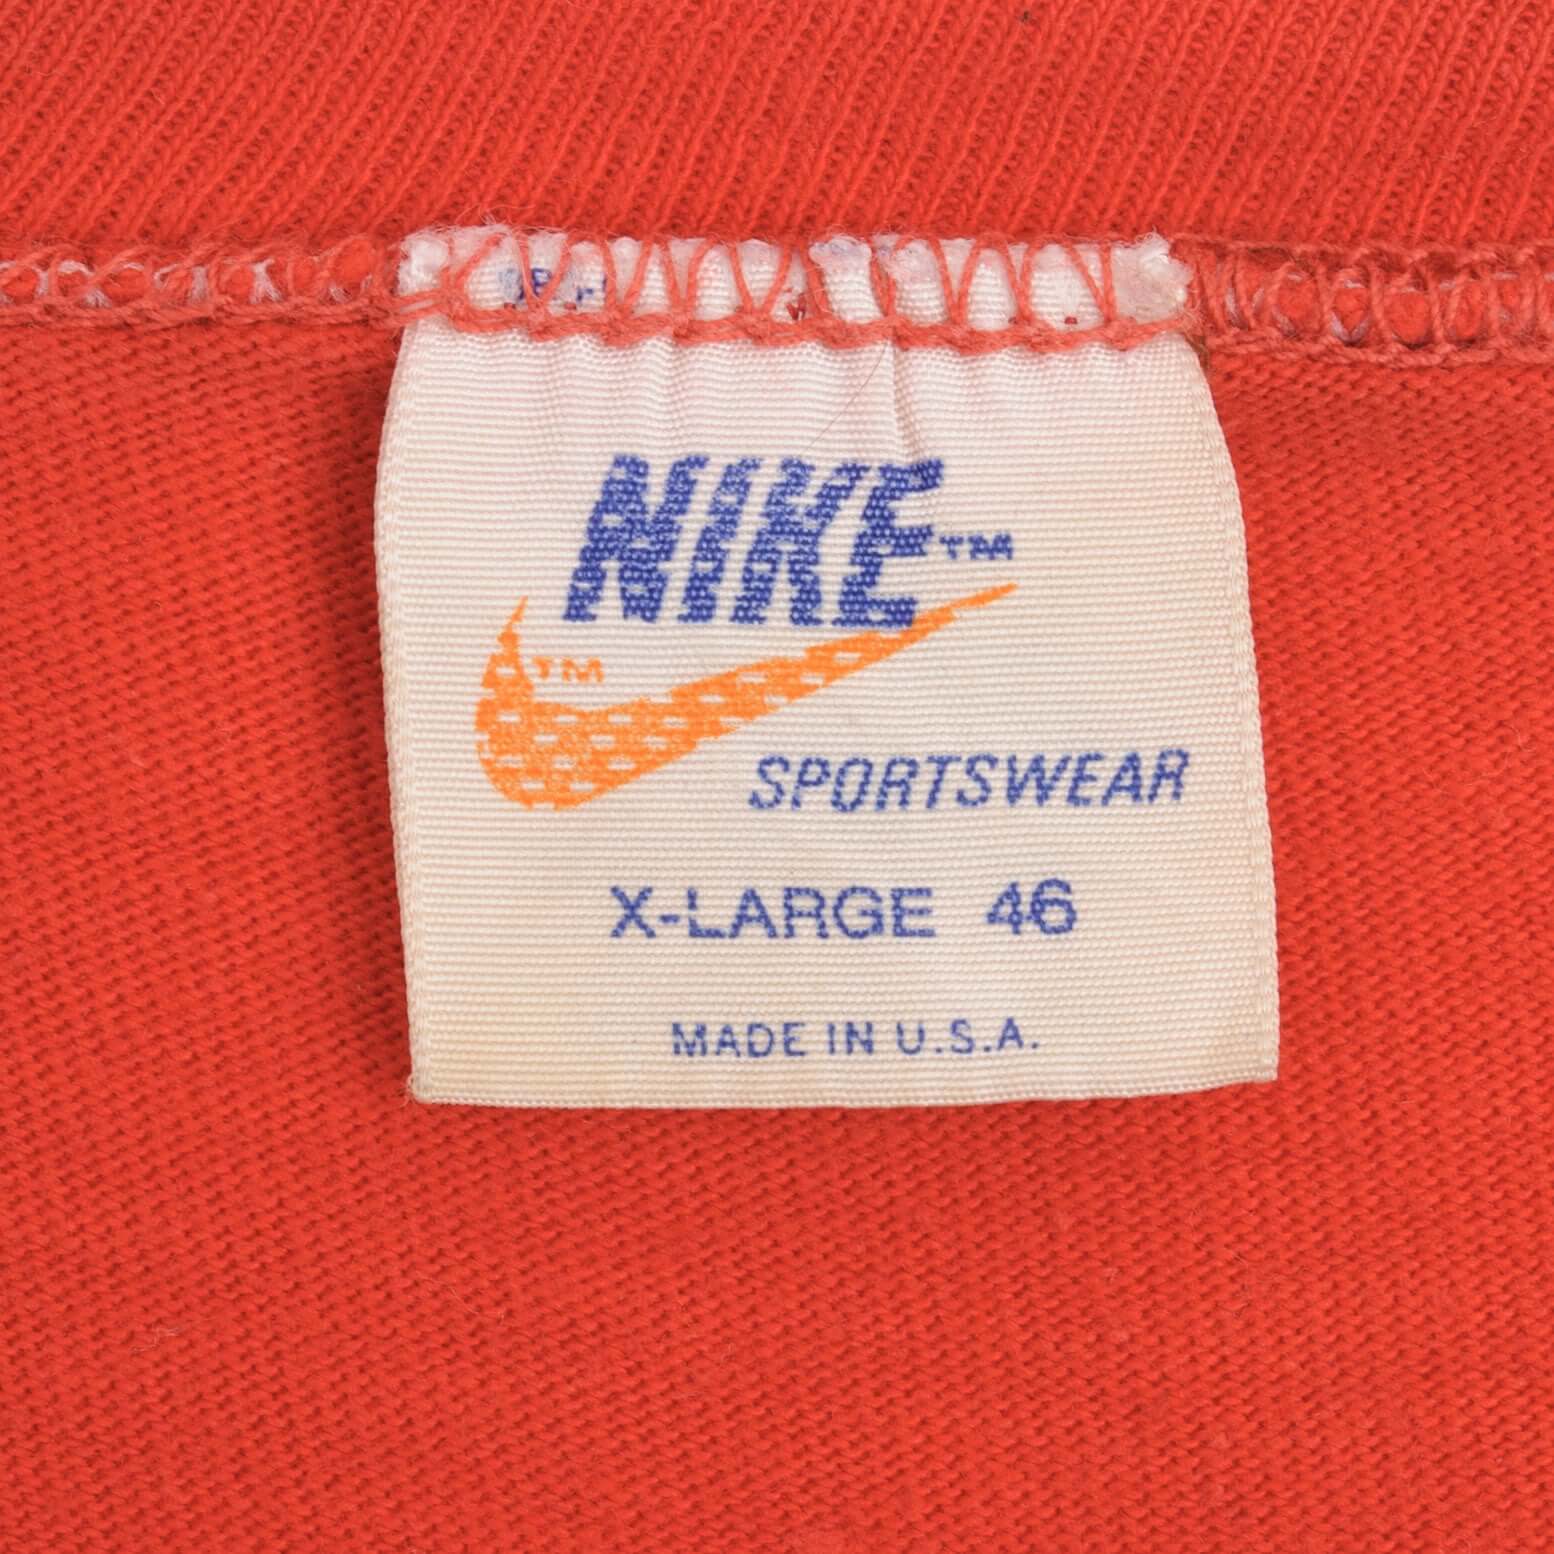 NIKE™
™
SPORTSWEAR
X-LARGE 46
MADE IN U.S.A.